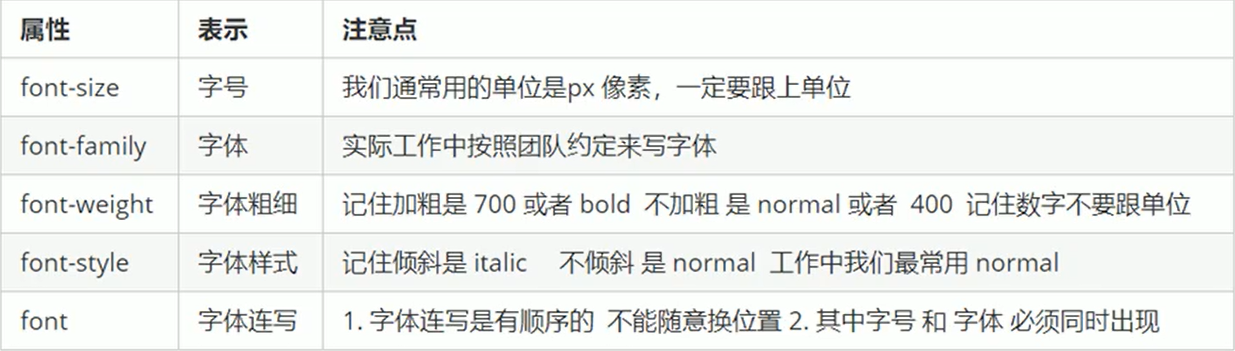 属性 表示 注意点
font-size 字号 我们通常用的单位是px 像素，一定要跟上单位
font-family 字体 实际工作中按照团队约定来写字体
font-weight 字体粗细 记住加粗是 700 或者 bold 不加粗 是 normal 或者 400 记住数字不要跟单位
font-style 字体样式 记住倾斜是 italic 不倾斜 是 normal 工作中我们最常用 normal
font 字体连写 1. 字体连写是有顺序的 不能随意换位置 2. 其中字号 和 字体 必须同时出现